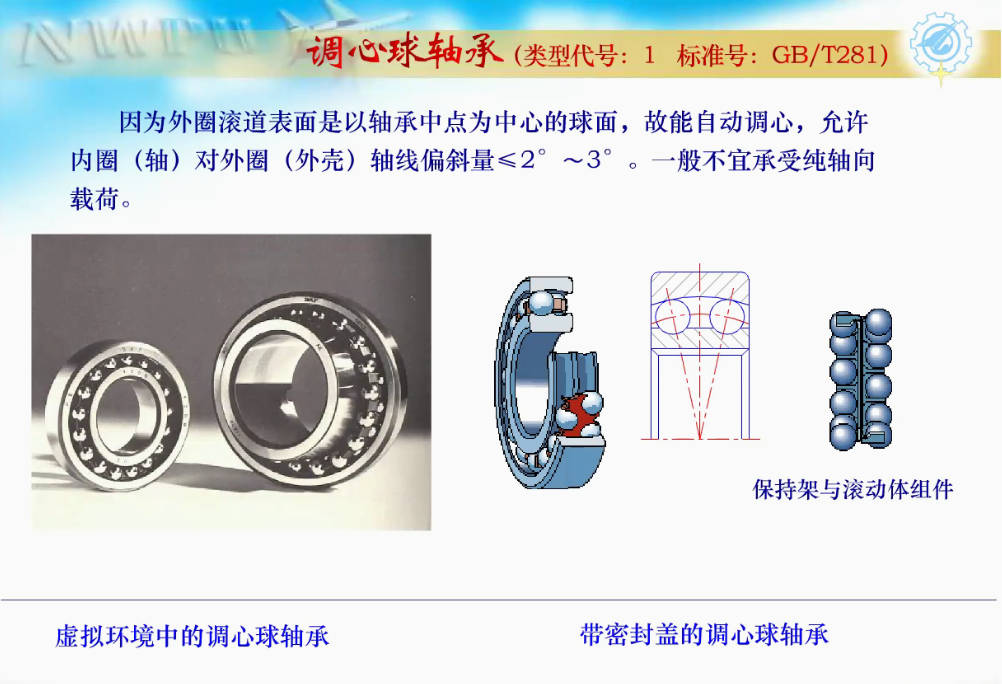 NWPU
调心球轴承 (类型代号：1 标准号：GB/T281)
因为外圈滚道表面是以轴承中点为中心的球面，故能自动调心，允许
内圈（轴）对外圈（外壳）轴线偏斜量≤2°～3°。一般不宜承受纯轴向
载荷。
保持架与滚动体组件
虚拟环境中的调心球轴承
带密封盖的调心球轴承